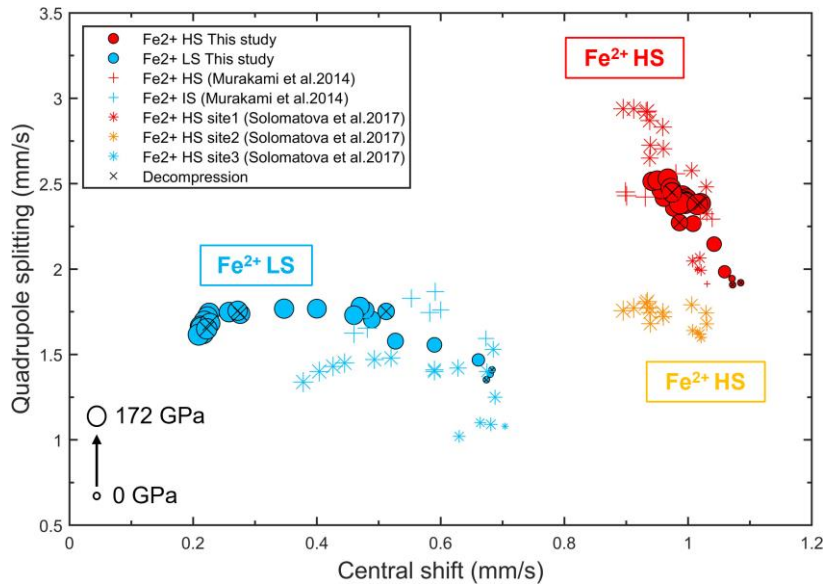 Fe2+ HS This study
Fe2+ LS This study
Fe2+ HS (Murakami et al.2014)
Fe2+ IS (Murakami et al.2014)
Fe2+ HS site1 (Solomatova et al.2017)
Fe2+ HS site2 (Solomatova et al.2017)
Fe2+ HS site3 (Solomatova et al.2017)
Decompression
Fe²⁺ HS
Fe²⁺ LS
Fe²⁺ HS
172 GPa
0 GPa
Quadrupole splitting (mm/s)
3.5
3
2.5
2
1.5
1
0.5
0
0.2
0.4
0.6
0.8
1
1.2
Central shift (mm/s)